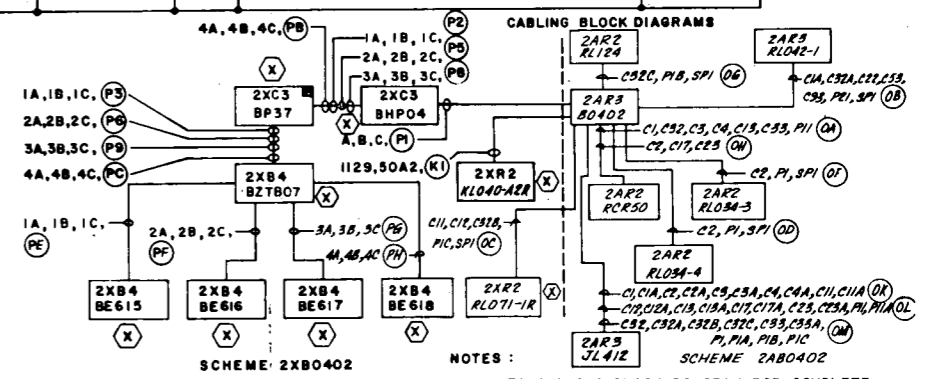 CABLING BLOCK DIAGRAMS
4A, 4B, 4C, PB
1A, 1B, 1C, P2
2A, 2B, 2C, P5
3A, 3B, 3C, P8
X
2XC3
BP37
2XC3
BHP04
X
A, B, C, P1
1A, 1B, 1C, P3
2A, 2B, 2C, P6
3A, 3B, 3C, P9
4A, 4B, 4C, PC
2XB4
BZTB07
X
1129, 50A2, K1
2XR2
KL040-A2R
X
1A, 1B, 1C,
PE
2A, 2B, 2C,
PF
3A, 3B, 3C PG
4A, 4B, 4C PH
2XB4
BE615
X
2XB4
BE616
X
2XB4
BE617
X
2XB4
BE618
X
C11, C12, C32B,
P1C, SP1 OC
2XR2
RL071-1R
X
SCHEME 2XB0402
NOTES :
2AR2
RL124
C32C, P1B, SP1 OG
2AR3
RL042-1
C1A, C32A, C22, C53,
C93, P21, SP1 OB
2AR3
B0402
C1, C32, C3, C4, C13, C33, P11 OA
C2, C17, C23 OH
2AR2
RCR50
C2, P1, SP1 OF
2AR2
RL034-3
C2, P1, SP1 OD
2AR2
RL034-4
C1, C1A, C2, C2A, C3, C3A, C4, C4A, C11, C11A OK
C12, C12A, C13, C13A, C17, C17A, C23, C23A, P11, P11A OL
C32, C32A, C32B, C32C, C33, C33A,
P1, P1A, P1B, P1C OM
2AR3
JL412
SCHEME 2AB0402